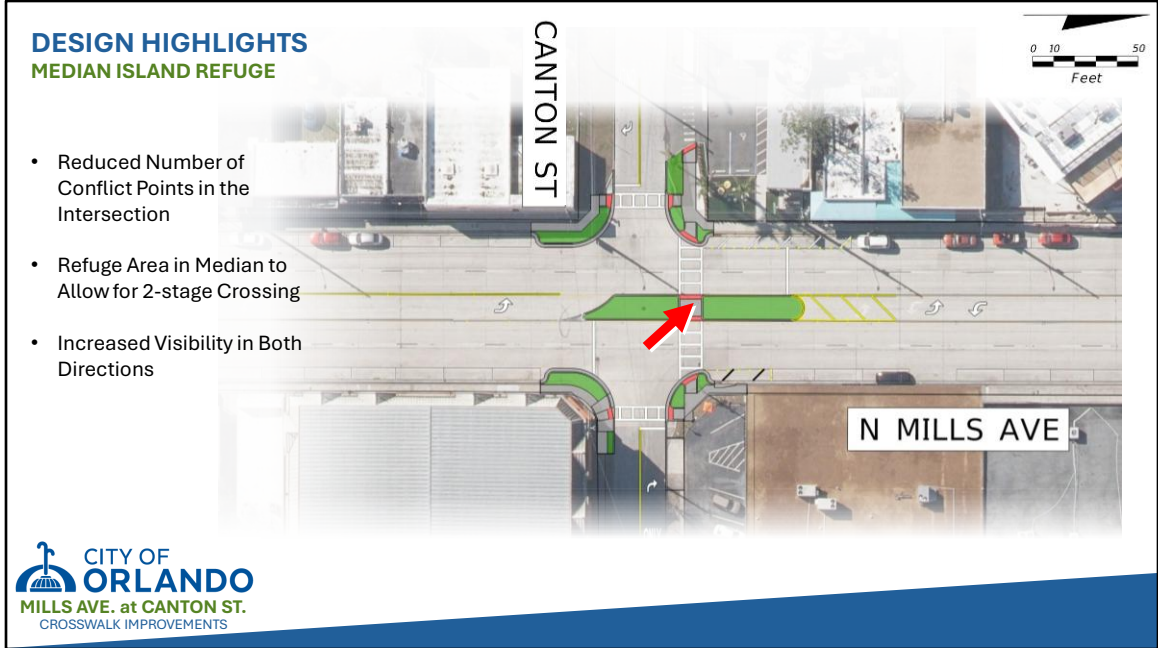 DESIGN HIGHLIGHTS
MEDIAN ISLAND REFUGE
• Reduced Number of
Conflict Points in the
Intersection
• Refuge Area in Median to
Allow for 2-stage Crossing
• Increased Visibility in Both
Directions
CANTON ST
0 10 50
Feet
N MILLS AVE
CITY OF
ORLANDO
MILLS AVE. at CANTON ST.
CROSSWALK IMPROVEMENTS